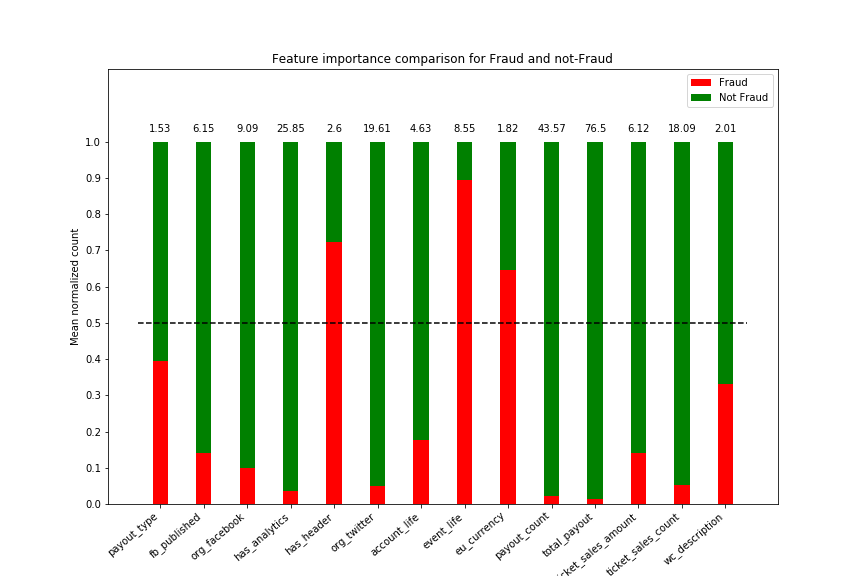 Feature importance comparison for Fraud and not-Fraud
Fraud
Not Fraud
1.53 6.15 9.09 25.85 2.6 19.61 4.63 8.55 1.82 43.57 76.5 6.12 18.09 2.01
Mean normalized count
1.0
0.9
0.8
0.7
0.6
0.5
0.4
0.3
0.2
0.1
0.0
payout_type
fb_published
org_facebook
has_analytics
has_header
org_twitter
account_life
event_life
eu_currency
payout_count
total_payout
icket_sales_amount
ticket_sales_count
wc_description